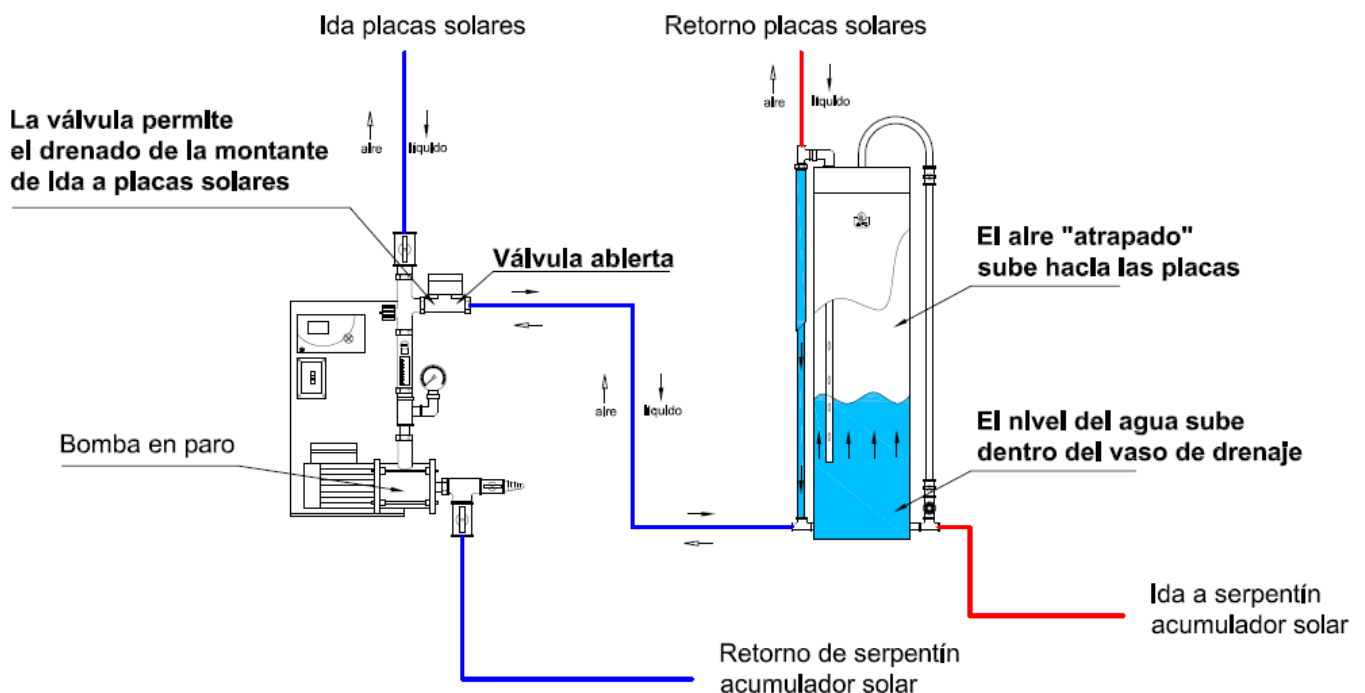 Ida placas solares
Retorno placas solares
aire
líquido
aire
líquido
La válvula permite
el drenado de la montante
de Ida a placas solares
Válvula abierta
El aire "atrapado"
sube hacia las placas
aire
líquido
El nivel del agua sube
dentro del vaso de drenaje
Bomba en paro
Ida a serpentín
acumulador solar
Retorno de serpentín
acumulador solar